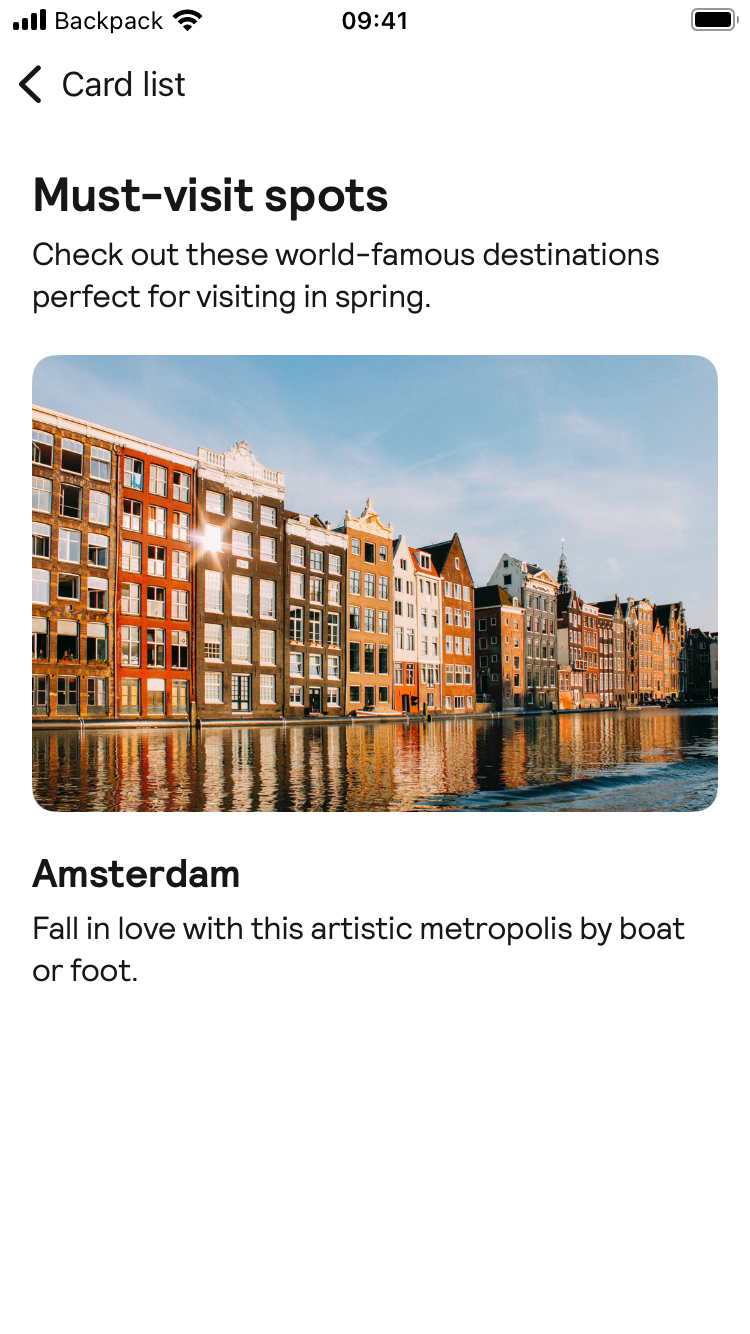 Backpack 09:41
Card list
Must-visit spots
Check out these world-famous destinations
perfect for visiting in spring.
Amsterdam
Fall in love with this artistic metropolis by boat
or foot.